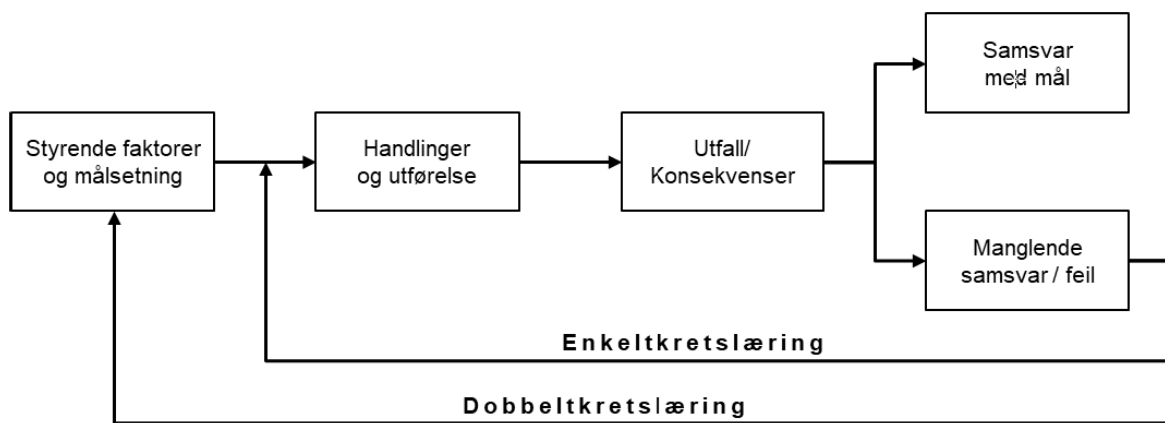 Styrende faktorer
og målsetning
Handlinger
og utførelse
Utfall/
Konsekvenser
Samsvar
med mål
Manglende
samsvar / feil
Enkeltkretslæring
Dobbeltkretslæring